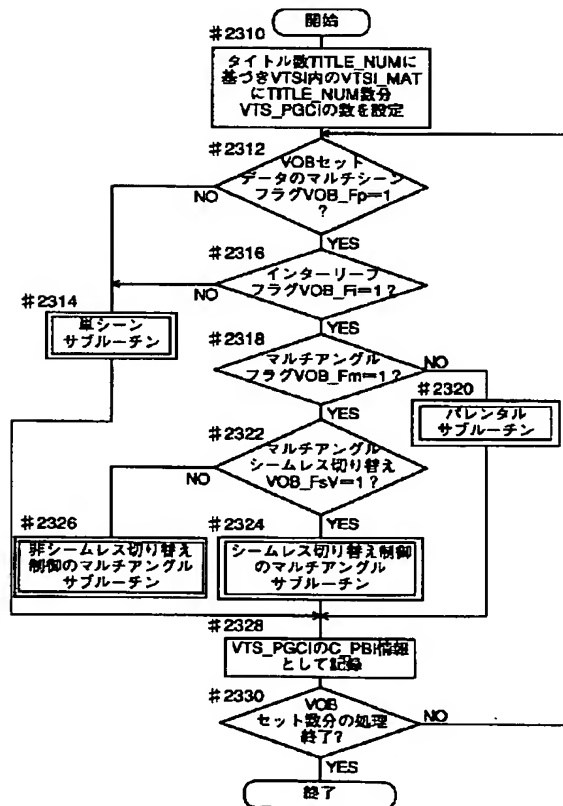 開始
#2310
タイトル数TITLE_NUMに
基づきVTSI内のVTSI_MAT
にTITLE_NUM数分
VTS_PGCIの数を設定
#2312
VOBセット
データのマルチシーン
フラグVOB_Fp=1
?
NO
YES
#2316
インターリーブ
フラグVOB_Fi=1?
NO
YES
#2314
単シーン
サブルーチン
#2318
マルチアングル
フラグVOB_Fm=1?
NO
YES
#2320
パレンタル
サブルーチン
#2322
マルチアングル
シームレス切り替え
VOB_FsV=1?
NO
YES
#2326
非シームレス切り替え
制御のマルチアングル
サブルーチン
#2324
シームレス切り替え制御
のマルチアングル
サブルーチン
#2328
VTS_PGCIのC_PBI情報
として記録
#2330
VOB
セット数分の処理
終了?
NO
YES
終了